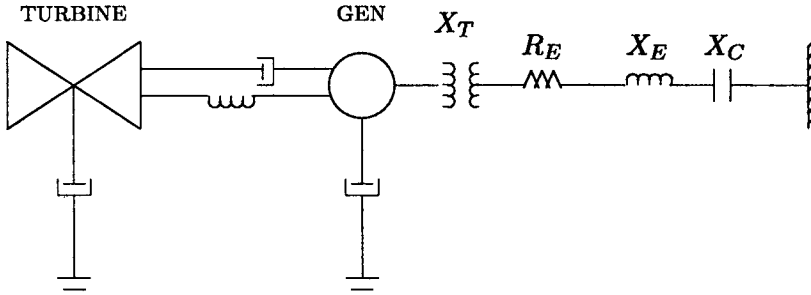 TURBINE
GEN
X_T
R_E
X_E
X_C